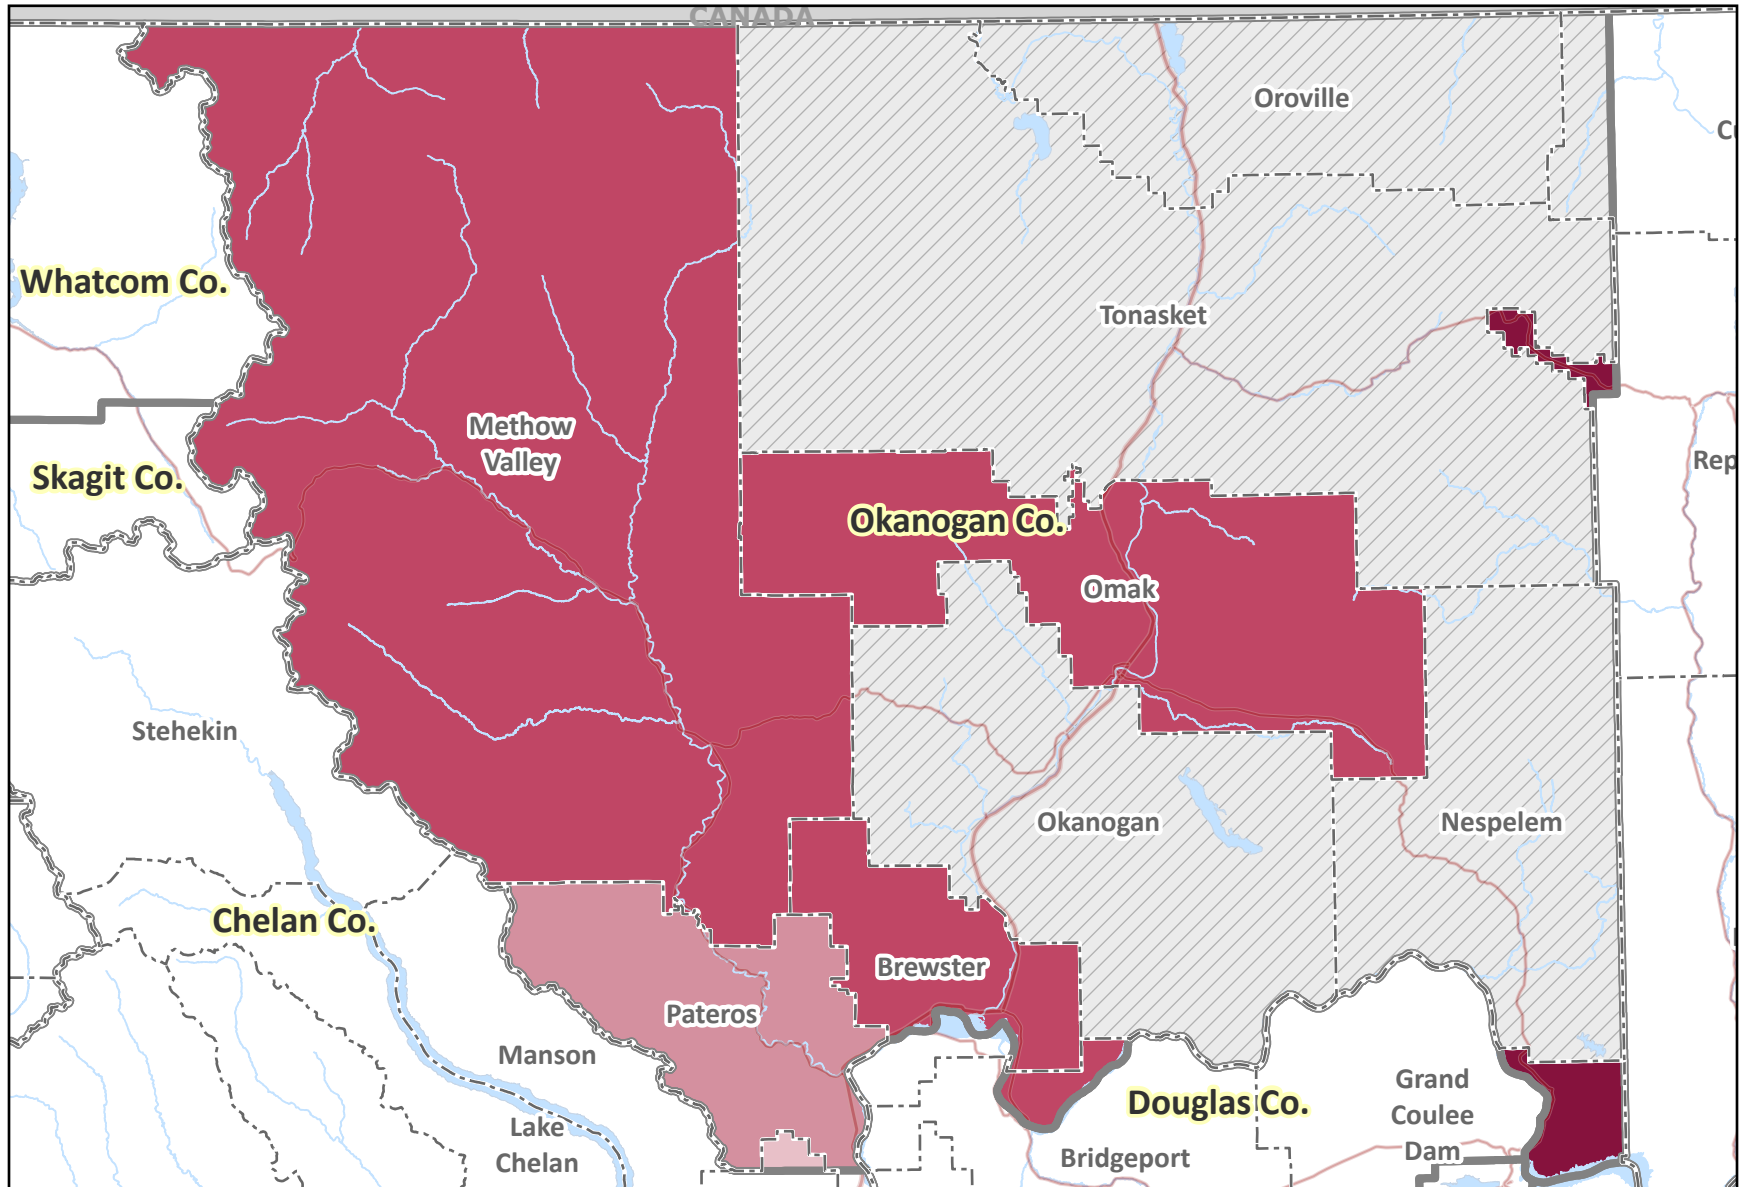 CANADA
Oroville
Whatcom Co.
Tonasket
Methow
Valley
Skagit Co.
Rep
Okanogan Co.
Omak
Stehekin
Okanogan
Nespelem
Chelan Co.
Brewster
Pateros
Manson
Grand
Coulee
Dam
Douglas Co.
Lake
Chelan
Bridgeport